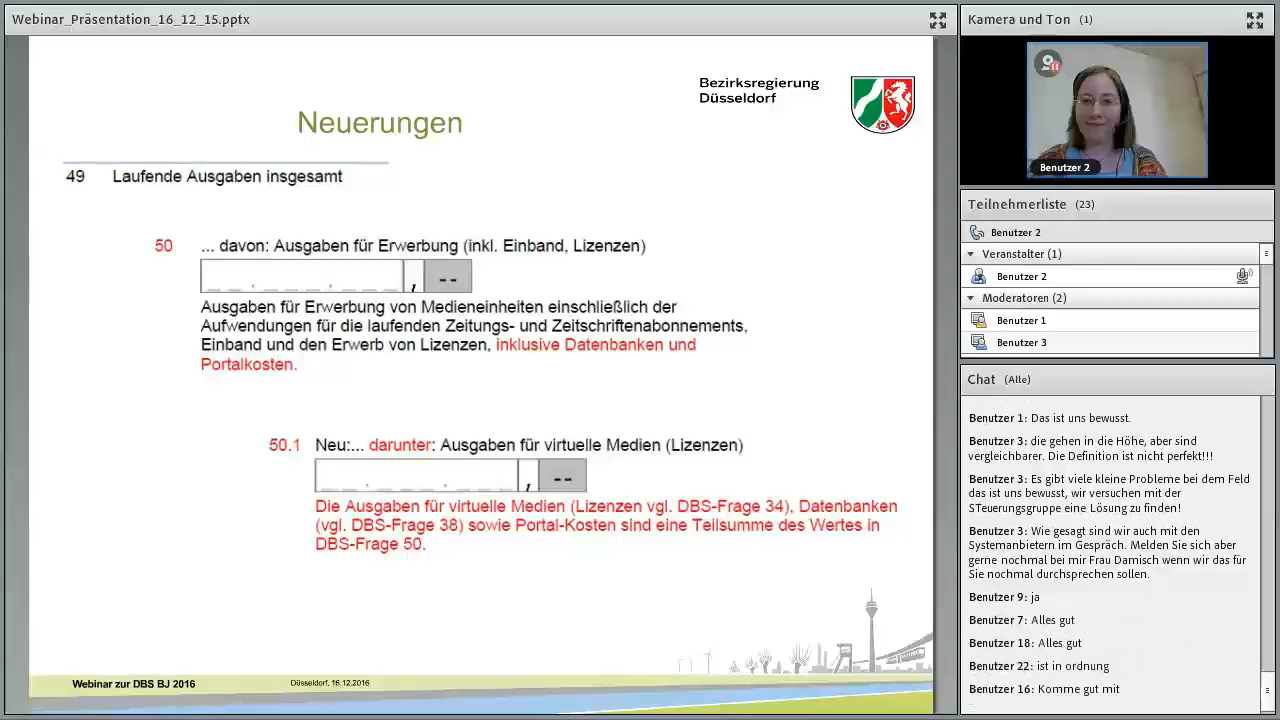 Webinar_Präsentation_16_12_15.pptx
Bezirksregierung
Düsseldorf
Neuerungen
49 Laufende Ausgaben insgesamt
50 ... davon: Ausgaben für Erwerbung (inkl. Einband, Lizenzen)
, --
Ausgaben für Erwerbung von Medieneinheiten einschließlich der
Aufwendungen für die laufenden Zeitungs- und Zeitschriftenabonnements,
Einband und den Erwerb von Lizenzen, inklusive Datenbanken und
Portalkosten.
50.1 Neu:... darunter: Ausgaben für virtuelle Medien (Lizenzen)
, --
Die Ausgaben für virtuelle Medien (Lizenzen vgl. DBS-Frage 34), Datenbanken
(vgl. DBS-Frage 38) sowie Portal-Kosten sind eine Teilsumme des Wertes in
DBS-Frage 50.
Webinar zur DBS BJ 2016
Düsseldorf, 16.12.2016
Kamera und Ton (1)
Benutzer 2
Teilnehmerliste (23)
Benutzer 2
Veranstalter (1)
Benutzer 2
Moderatoren (2)
Benutzer 1
Benutzer 3
Chat (Alle)
Benutzer 1: Das ist uns bewusst.
Benutzer 3: die gehen in die Höhe, aber sind
vergleichbarer. Die Definition ist nicht perfekt!!!
Benutzer 3: Es gibt viele kleine Probleme bei dem Feld
das ist uns bewusst, wir versuchen mit der
STeuerungsgruppe eine Lösung zu finden!
Benutzer 3: Wie gesagt sind wir auch mit den
Systemanbietern im Gespräch. Melden Sie sich aber
gerne nochmal bei mir Frau Damisch wenn wir das für
Sie nochmal durchsprechen sollen.
Benutzer 9: ja
Benutzer 7: Alles gut
Benutzer 18: Alles gut
Benutzer 22: ist in ordnung
Benutzer 16: Komme gut mit